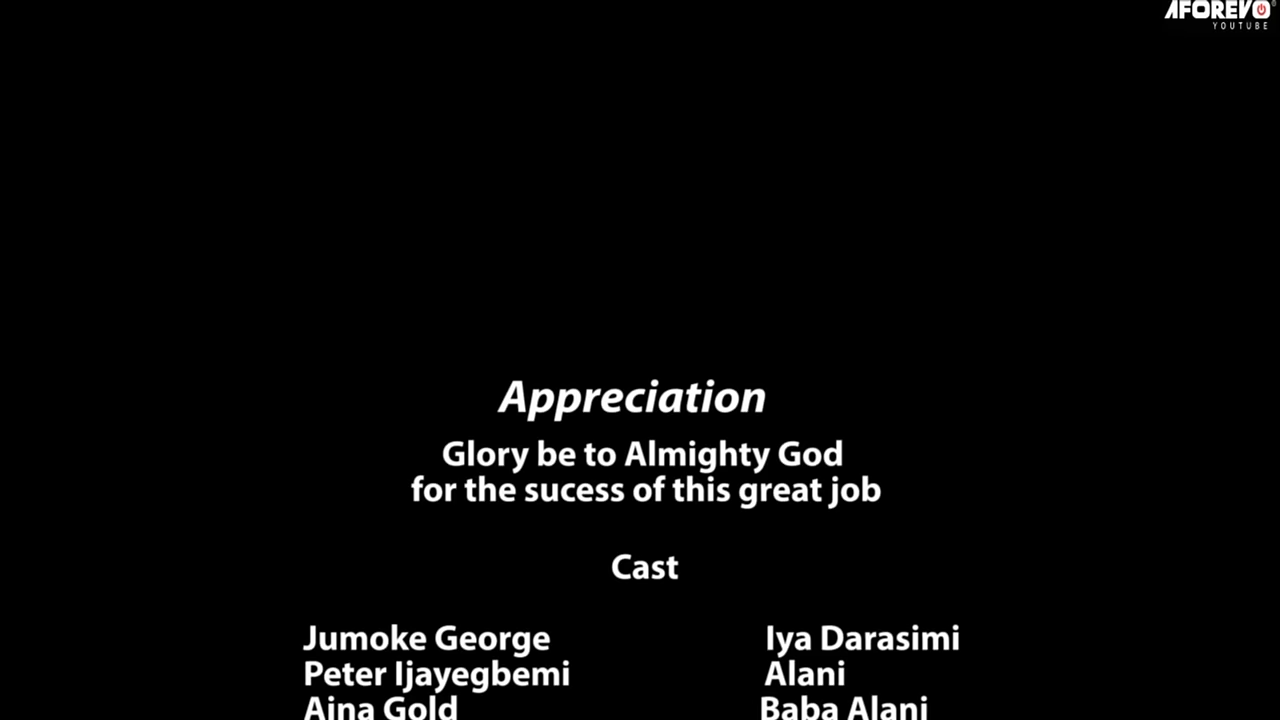 AFOREVO
YOUTUBE
Appreciation
Glory be to Almighty God
for the sucess of this great job
Cast
Jumoke George Iya Darasimi
Peter Ijayegbemi Alani
Aina Gold Baba Alani